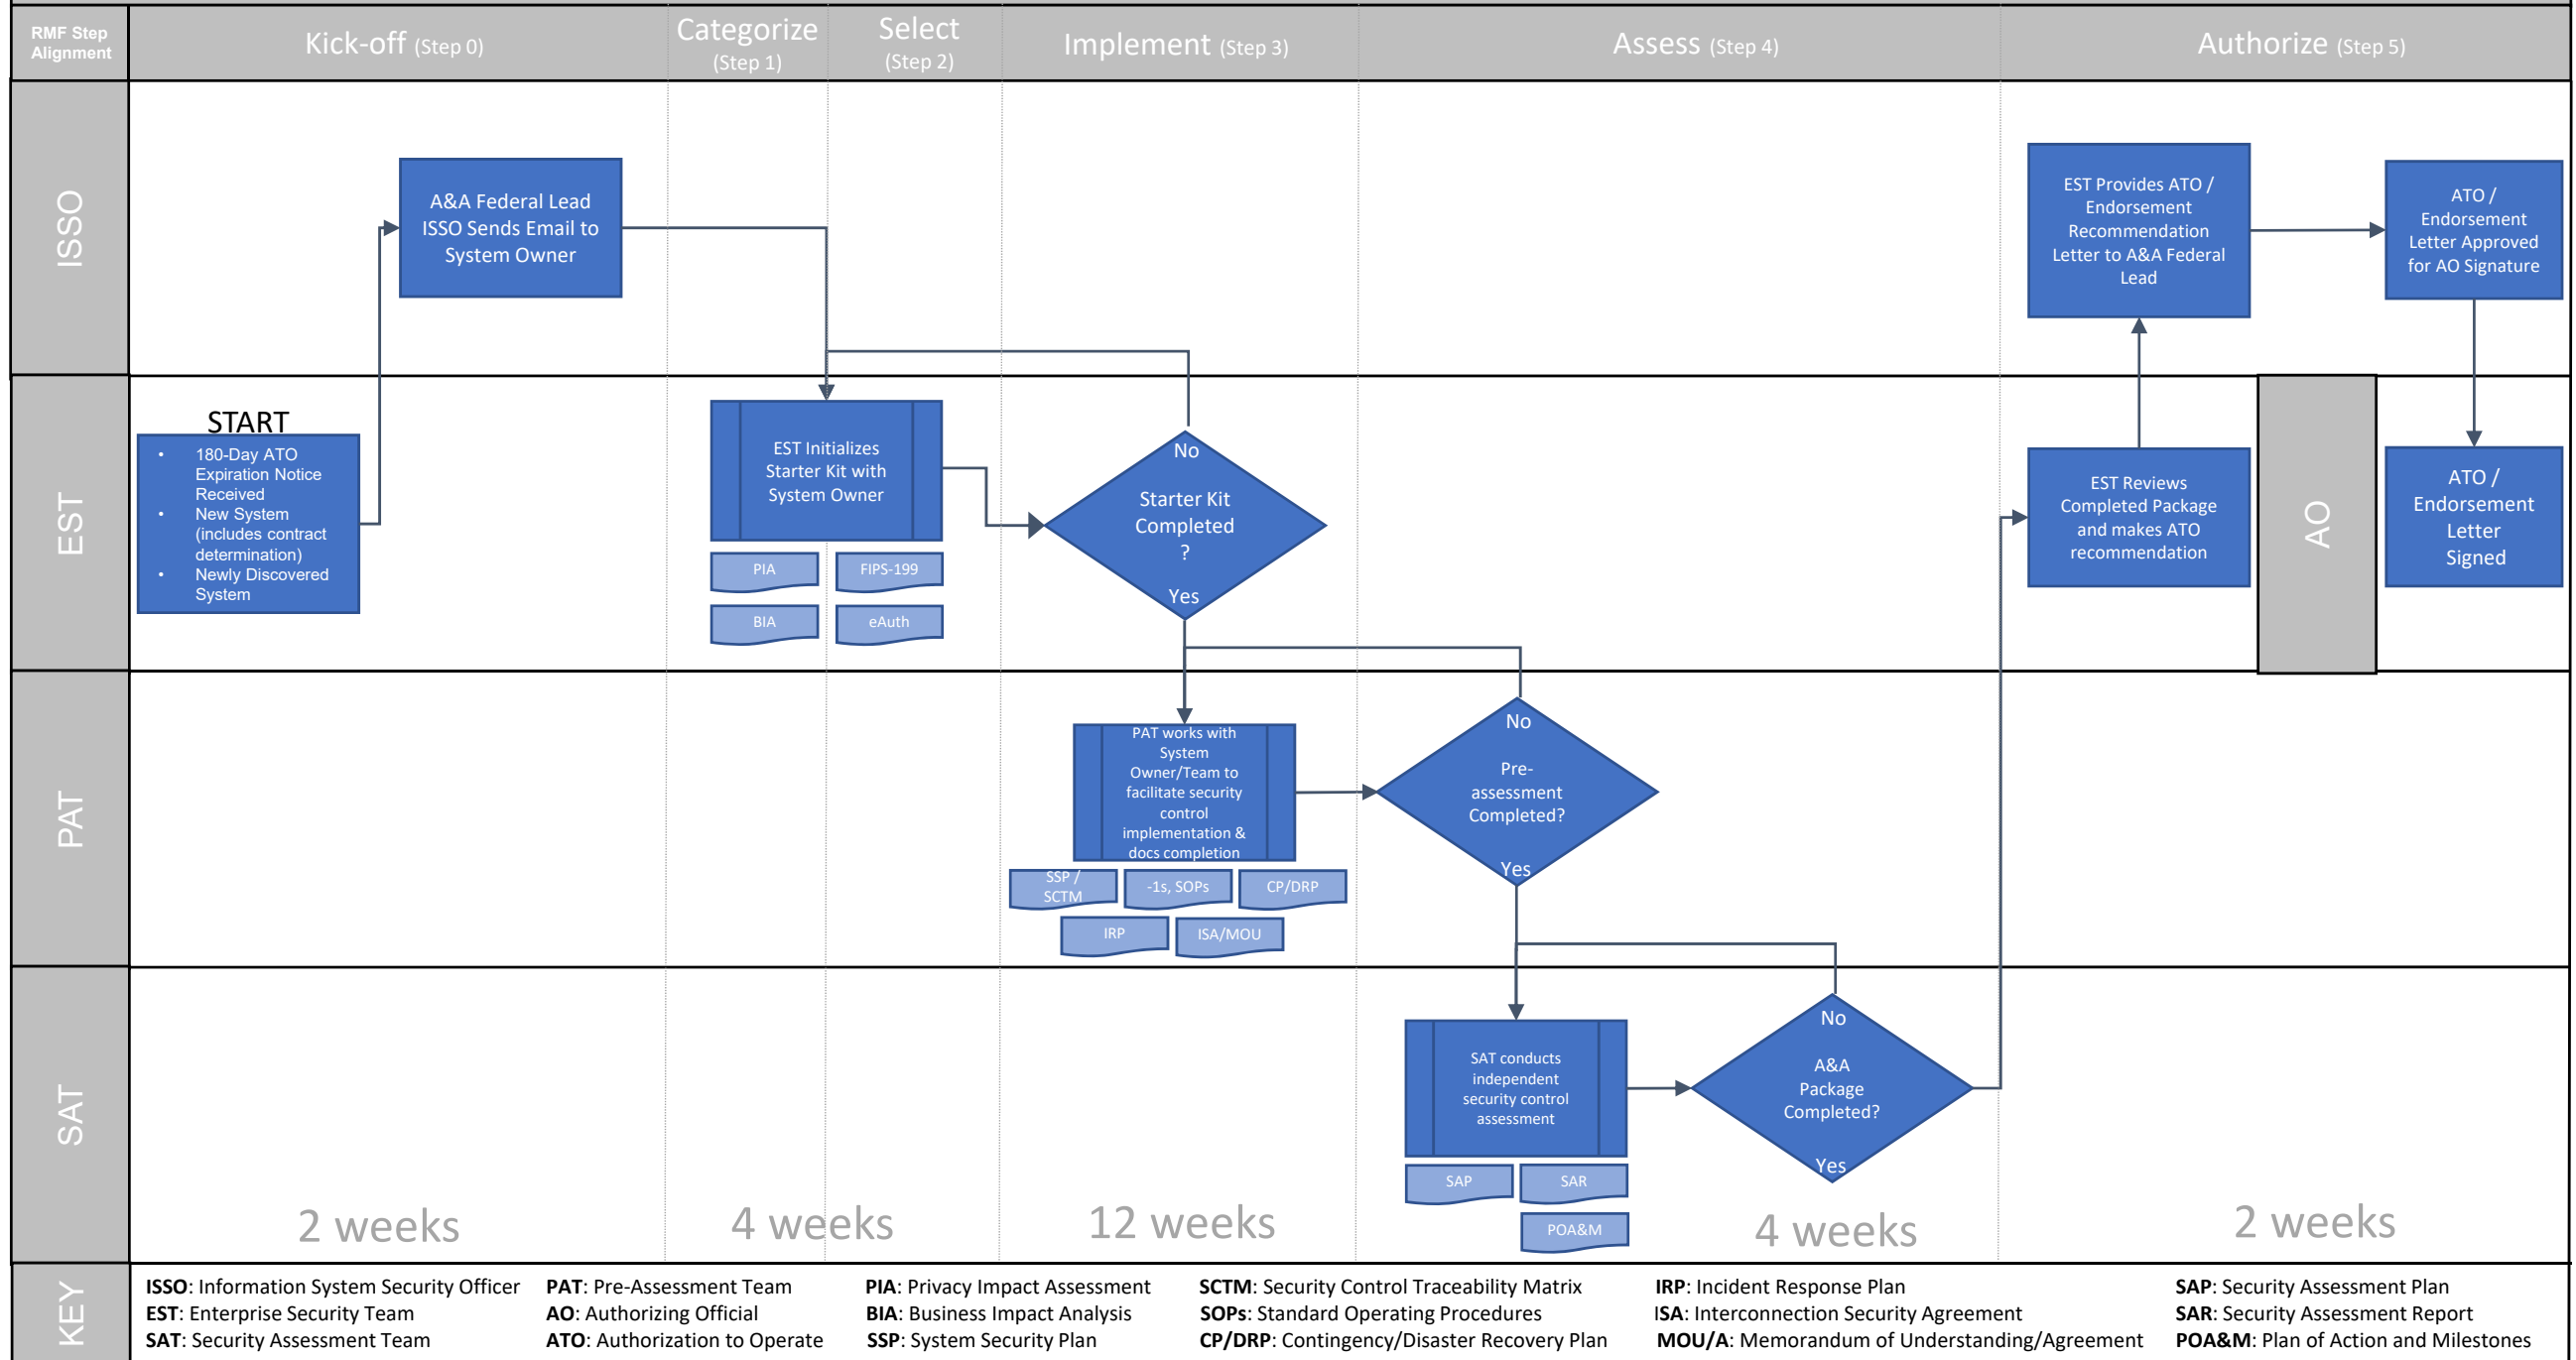 RMF Step
Alignment
Kick-off (Step 0)
Categorize
(Step 1)
Select
(Step 2)
Implement (Step 3)
Assess (Step 4)
Authorize (Step 5)
ISSO
A&A Federal Lead
ISSO Sends Email to
System Owner
EST Provides ATO /
Endorsement
Recommendation
Letter to A&A Federal
Lead
ATO /
Endorsement
Letter Approved
for AO Signature
EST
START
• 180-Day ATO
Expiration Notice
Received
• New System
(includes contract
determination)
• Newly Discovered
System
EST Initializes
Starter Kit with
System Owner
PIA
FIPS-199
BIA
eAuth
No
Starter Kit
Completed
?
Yes
EST Reviews
Completed Package
and makes ATO
recommendation
AO
ATO /
Endorsement
Letter
Signed
PAT
PAT works with
System
Owner/Team to
facilitate security
control
implementation &
docs completion
SSP /
SCTM
-1s, SOPs
CP/DRP
IRP
ISA/MOU
No
Pre-
assessment
Completed?
Yes
SAT
SAT conducts
independent
security control
assessment
SAP
SAR
POA&M
No
A&A
Package
Completed?
Yes
2 weeks
4 weeks
12 weeks
4 weeks
2 weeks
KEY
ISSO: Information System Security Officer
EST: Enterprise Security Team
SAT: Security Assessment Team
PAT: Pre-Assessment Team
AO: Authorizing Official
ATO: Authorization to Operate
PIA: Privacy Impact Assessment
BIA: Business Impact Analysis
SSP: System Security Plan
SCTM: Security Control Traceability Matrix
SOPs: Standard Operating Procedures
CP/DRP: Contingency/Disaster Recovery Plan
IRP: Incident Response Plan
ISA: Interconnection Security Agreement
MOU/A: Memorandum of Understanding/Agreement
SAP: Security Assessment Plan
SAR: Security Assessment Report
POA&M: Plan of Action and Milestones